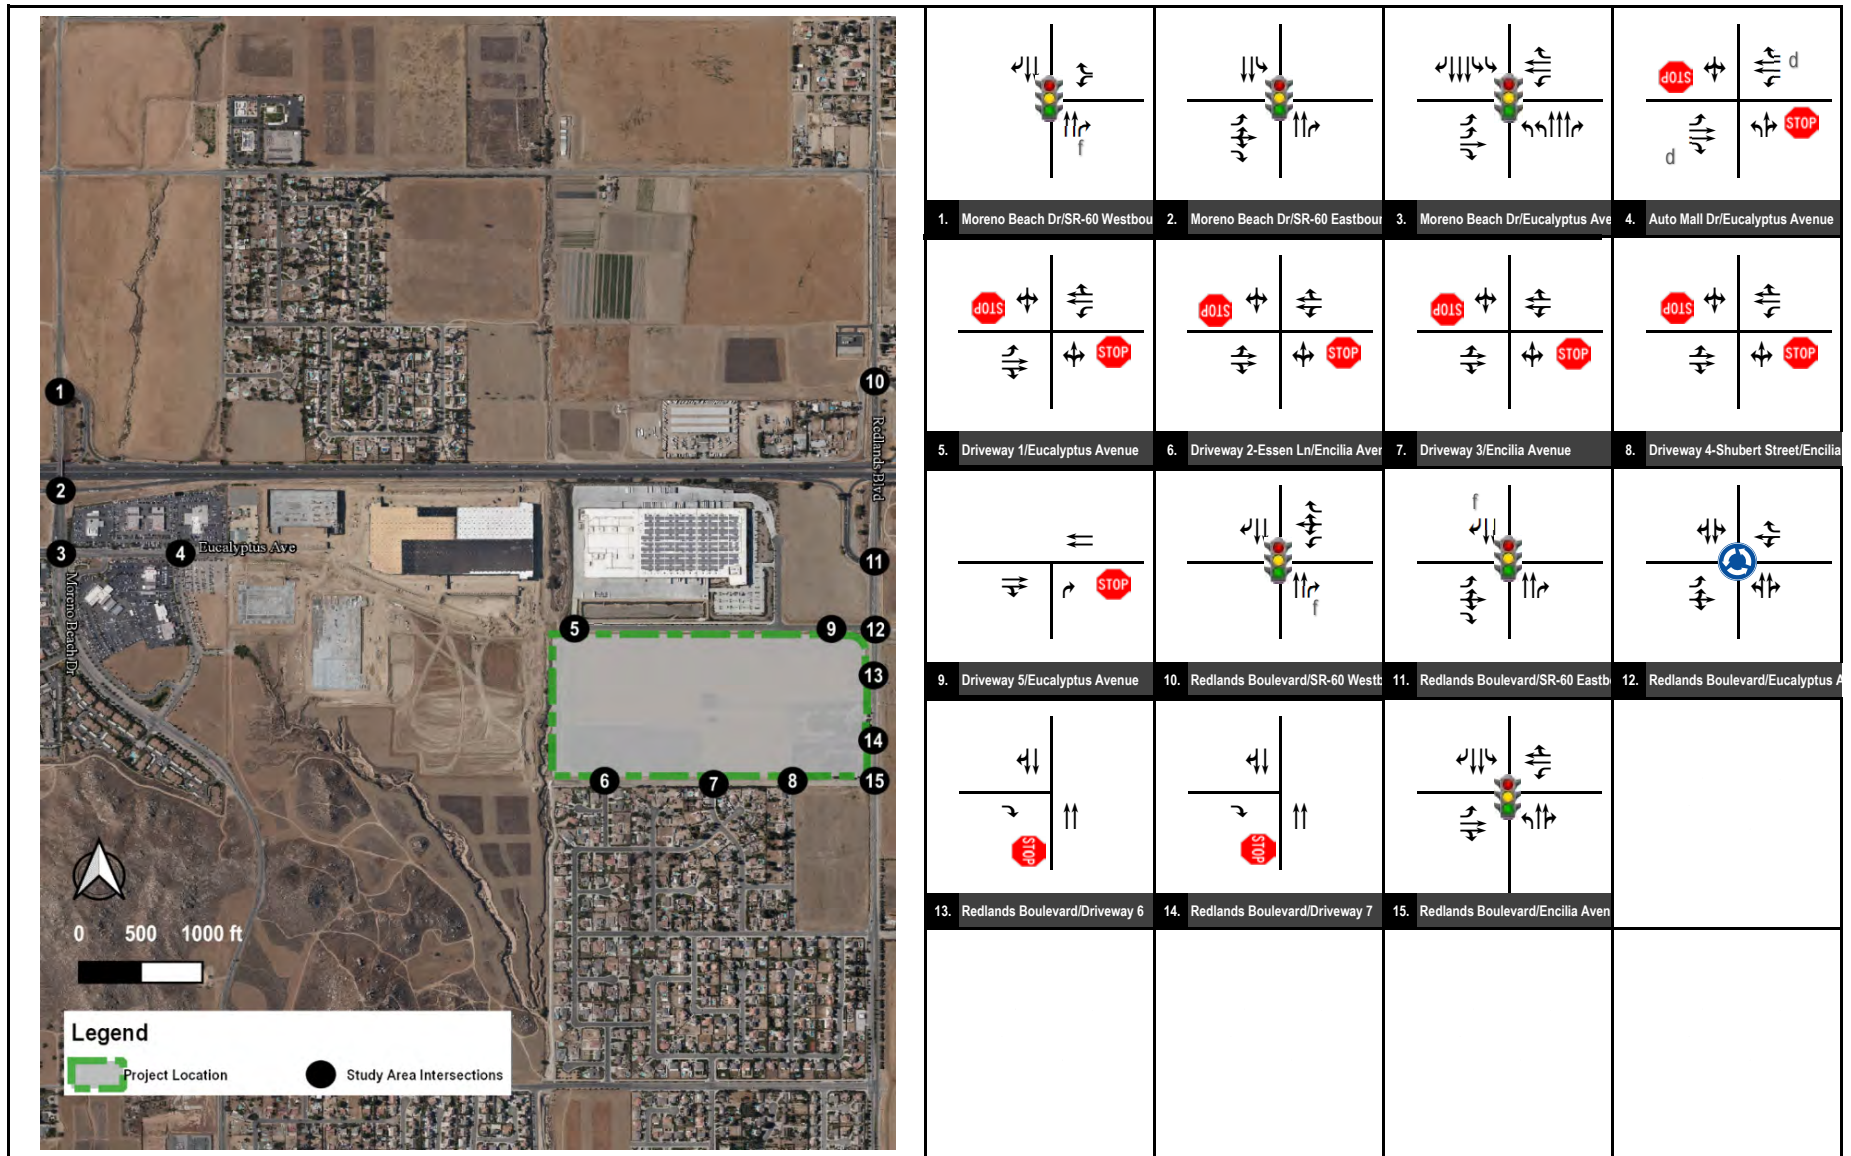 1
2
3
4
Eucalyptus Ave
Moreno Beach Dr
5
6
7
8
9
10
Redlands Blvd
11
12
13
14
15
0 500 1000 ft
Legend
Project Location
Study Area Intersections
f
1. Moreno Beach Dr/SR-60 Westbou
2. Moreno Beach Dr/SR-60 Eastboun
3. Moreno Beach Dr/Eucalyptus Ave
STOP
d
d
STOP
4. Auto Mall Dr/Eucalyptus Avenue
STOP
STOP
5. Driveway 1/Eucalyptus Avenue
STOP
STOP
6. Driveway 2-Essen Ln/Encilia Aven
STOP
STOP
7. Driveway 3/Encilia Avenue
STOP
STOP
8. Driveway 4-Shubert Street/Encilia
STOP
9. Driveway 5/Eucalyptus Avenue
f
10. Redlands Boulevard/SR-60 Westb
f
11. Redlands Boulevard/SR-60 Eastb
12. Redlands Boulevard/Eucalyptus A
STOP
13. Redlands Boulevard/Driveway 6
STOP
14. Redlands Boulevard/Driveway 7
15. Redlands Boulevard/Encilia Aven